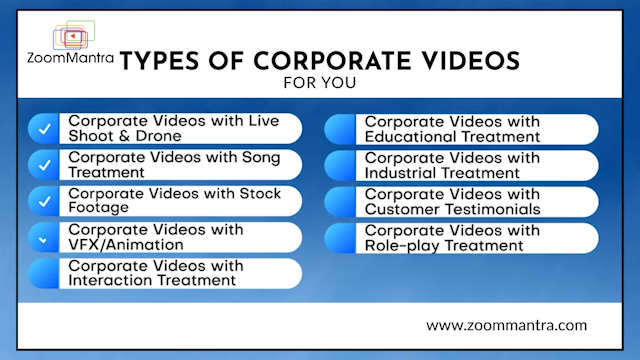 ZoomMantra
TYPES OF CORPORATE VIDEOS
FOR YOU
Corporate Videos with Live
Shoot & Drone
Corporate Videos with Song
Treatment
Corporate Videos with Stock
Footage
Corporate Videos with
VFX/Animation
Corporate Videos with
Interaction Treatment
Corporate Videos with
Educational Treatment
Corporate Videos with
Industrial Treatment
Corporate Videos with
Customer Testimonials
Corporate Videos with
Role-play Treatment
www.zoommantra.com